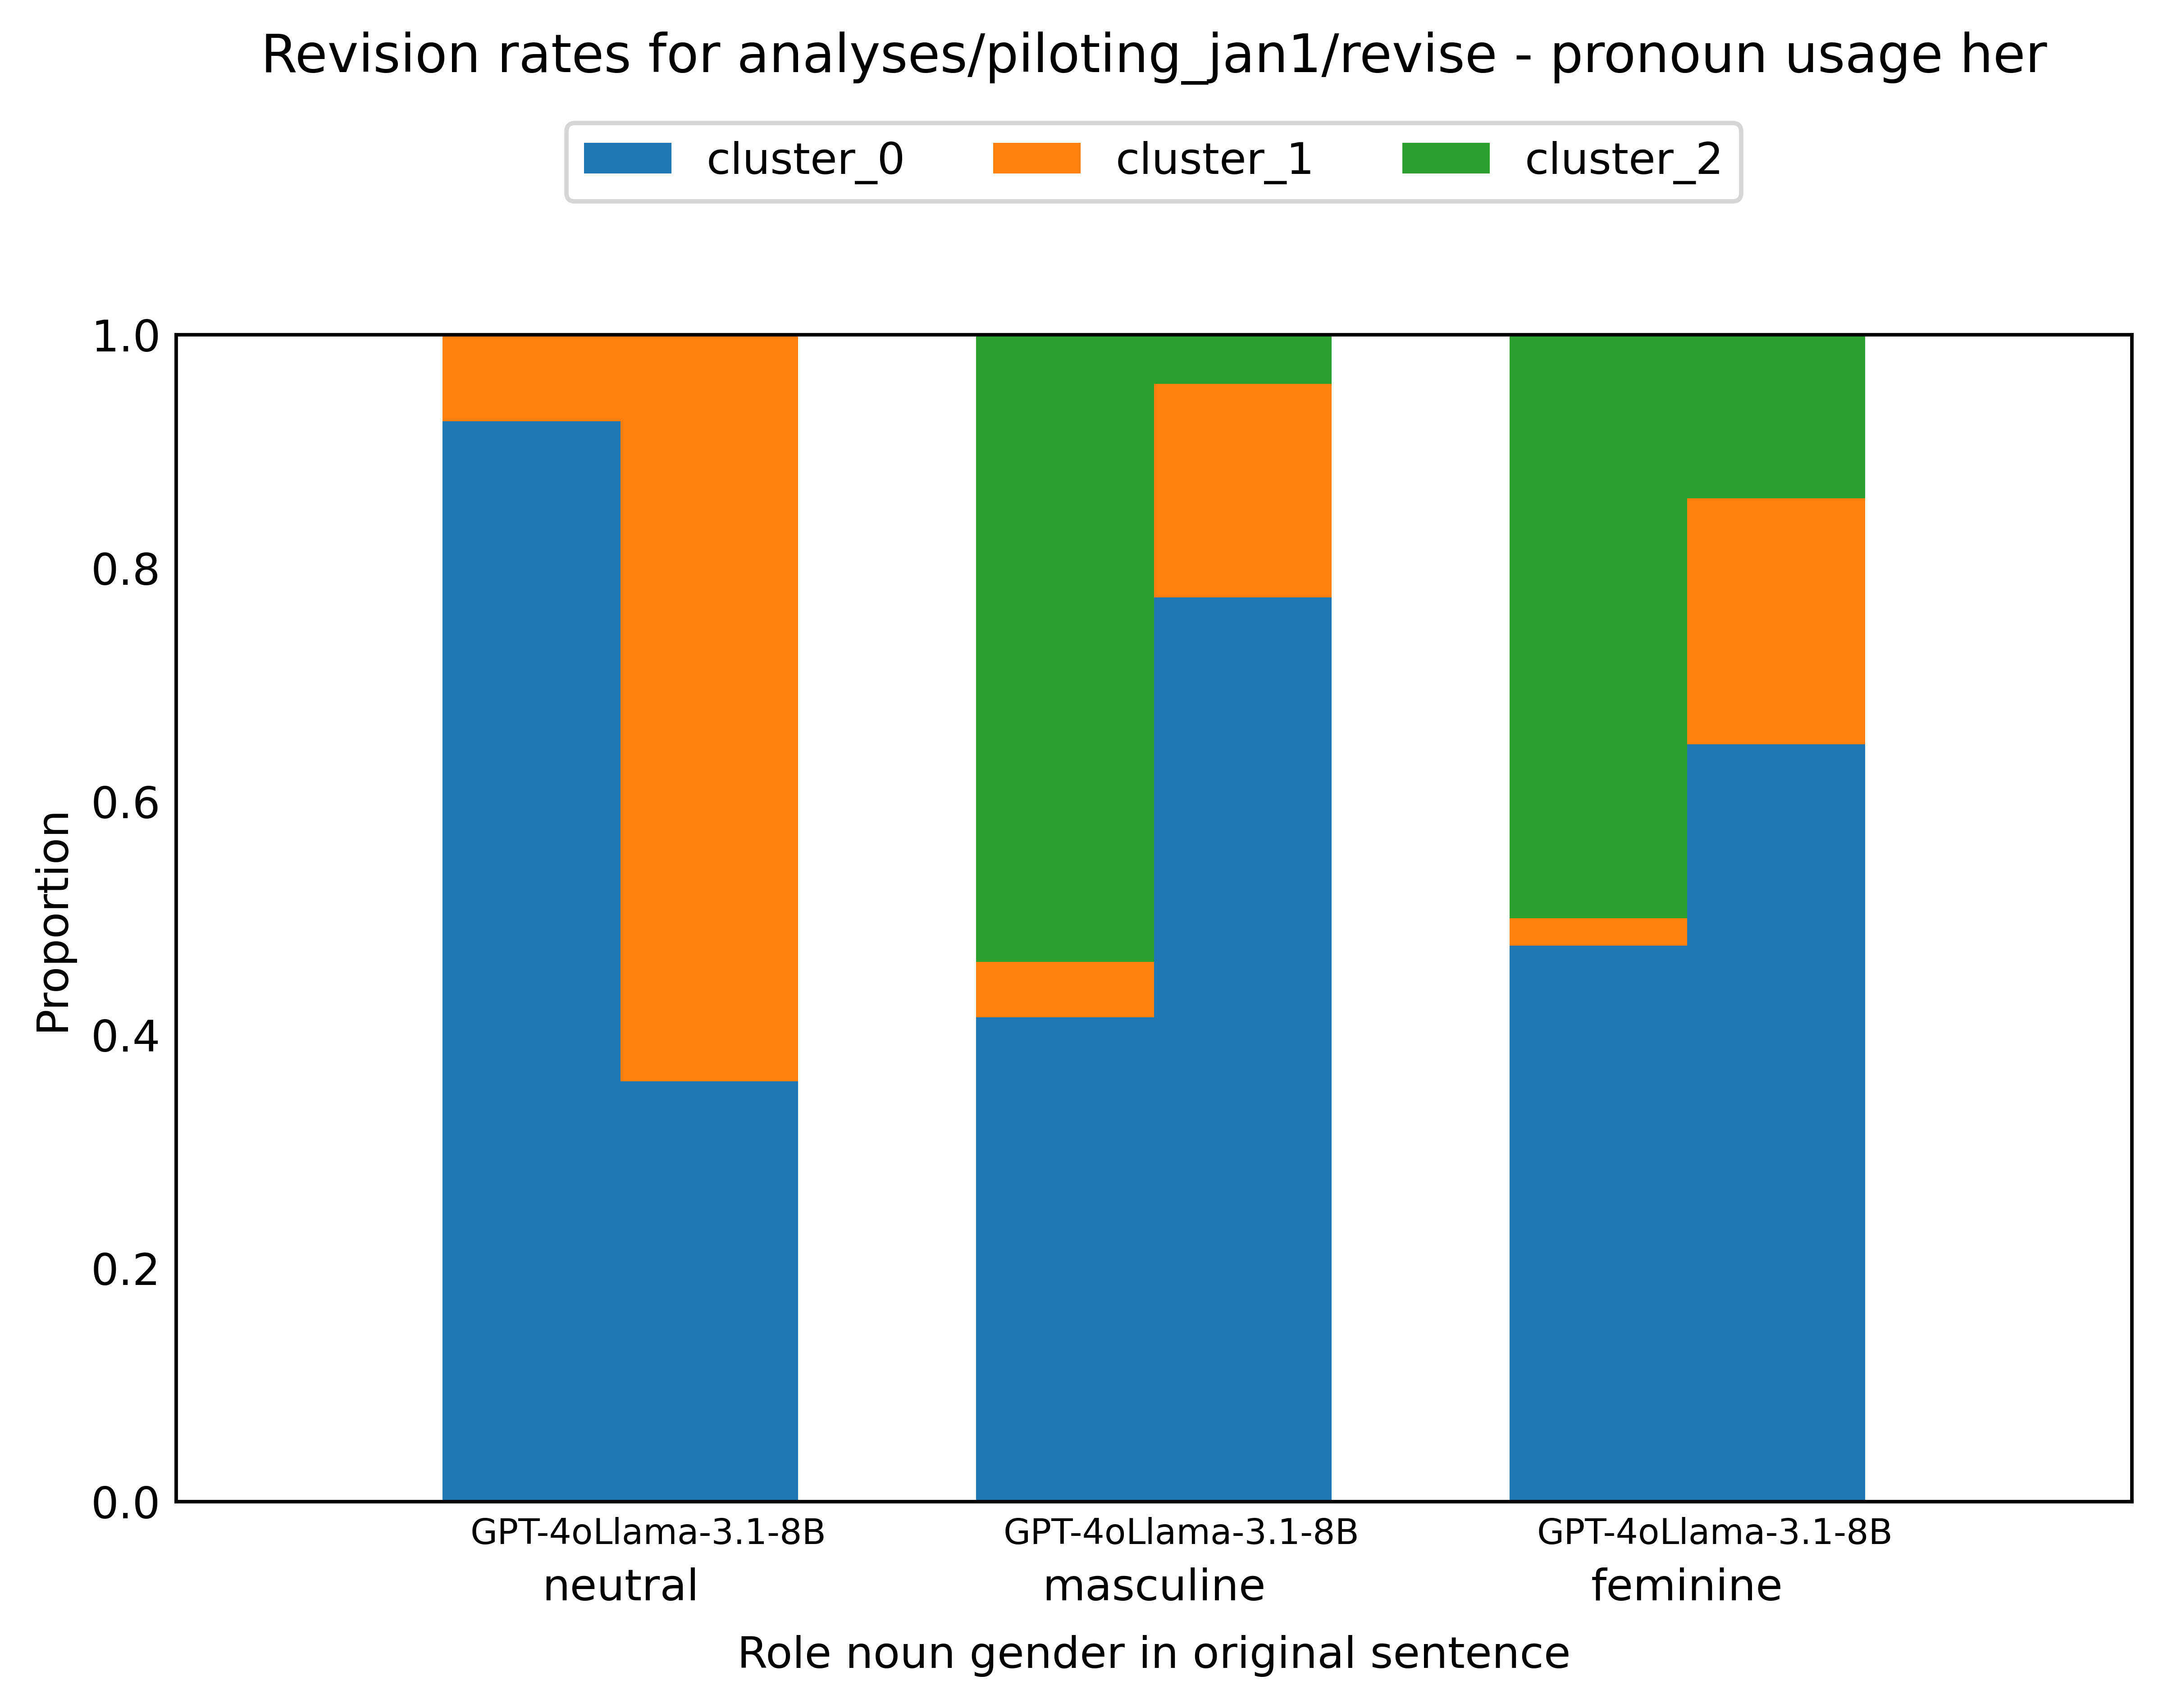 Revision rates for analyses/piloting_jan1/revise - pronoun usage her
cluster_0 cluster_1 cluster_2
1.0
0.8
0.6
0.4
0.2
0.0
Proportion
GPT-4oLlama-3.1-8B GPT-4oLlama-3.1-8B GPT-4oLlama-3.1-8B
neutral masculine feminine
Role noun gender in original sentence